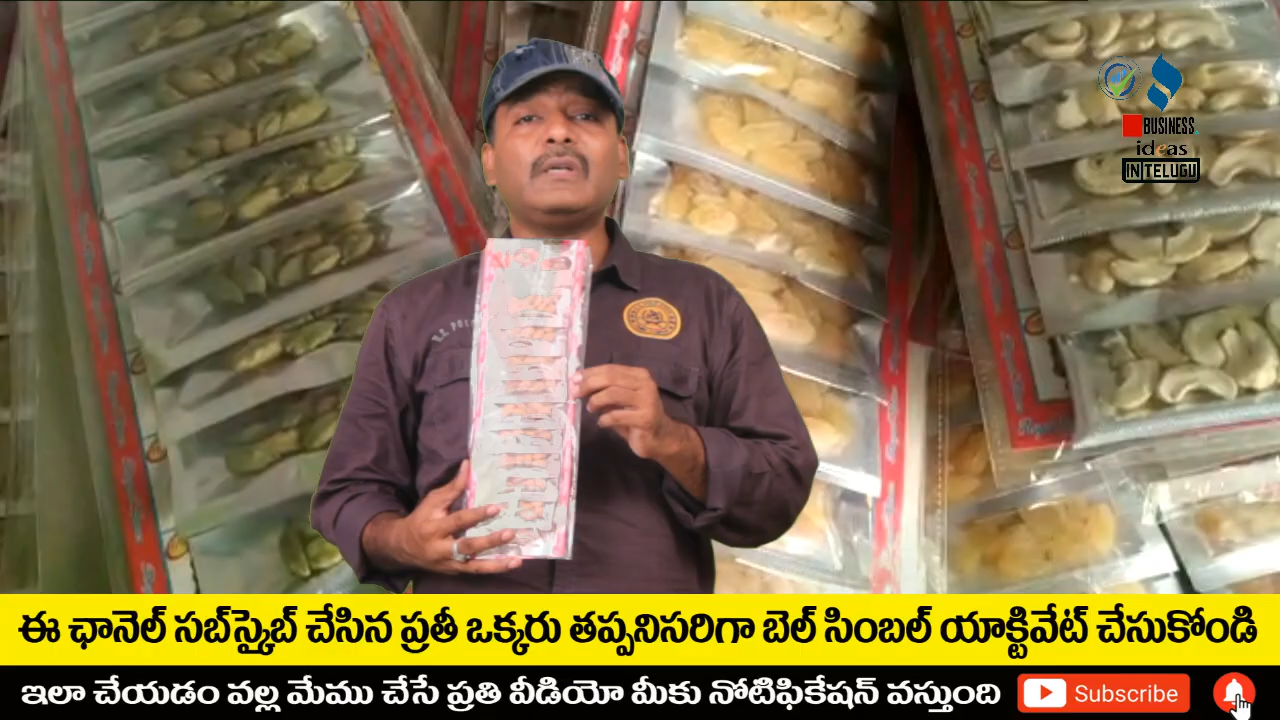 BUSINESS
ideas
IN TELUGU
ఈ ఛానెల్ సబ్‌స్క్రైబ్ చేసిన ప్రతీ ఒక్కరు తప్పనిసరిగా బెల్ సింబల్ యాక్టివేట్ చేసుకోండి
ఇలా చేయడం వల్ల మేము చేసే ప్రతి వీడియో మీకు నోటిఫికేషన్ వస్తుంది
Subscribe